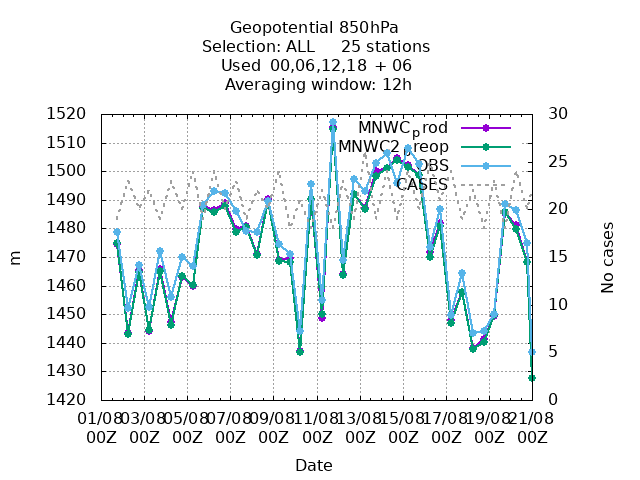 Geopotential 850hPa
Selection: ALL 25 stations
Used 00,06,12,18 + 06
Averaging window: 12h
1520
1510
1500
1490
1480
1470
1460
1450
1440
1430
1420
m
30
25
20
15
10
5
0
No cases
MNWCprod
MNWC2preop
OBS
CASES
01/08 03/08 05/08 07/08 09/08 11/08 13/08 15/08 17/08 19/08 21/08
00Z 00Z 00Z 00Z 00Z 00Z 00Z 00Z 00Z 00Z 00Z
Date